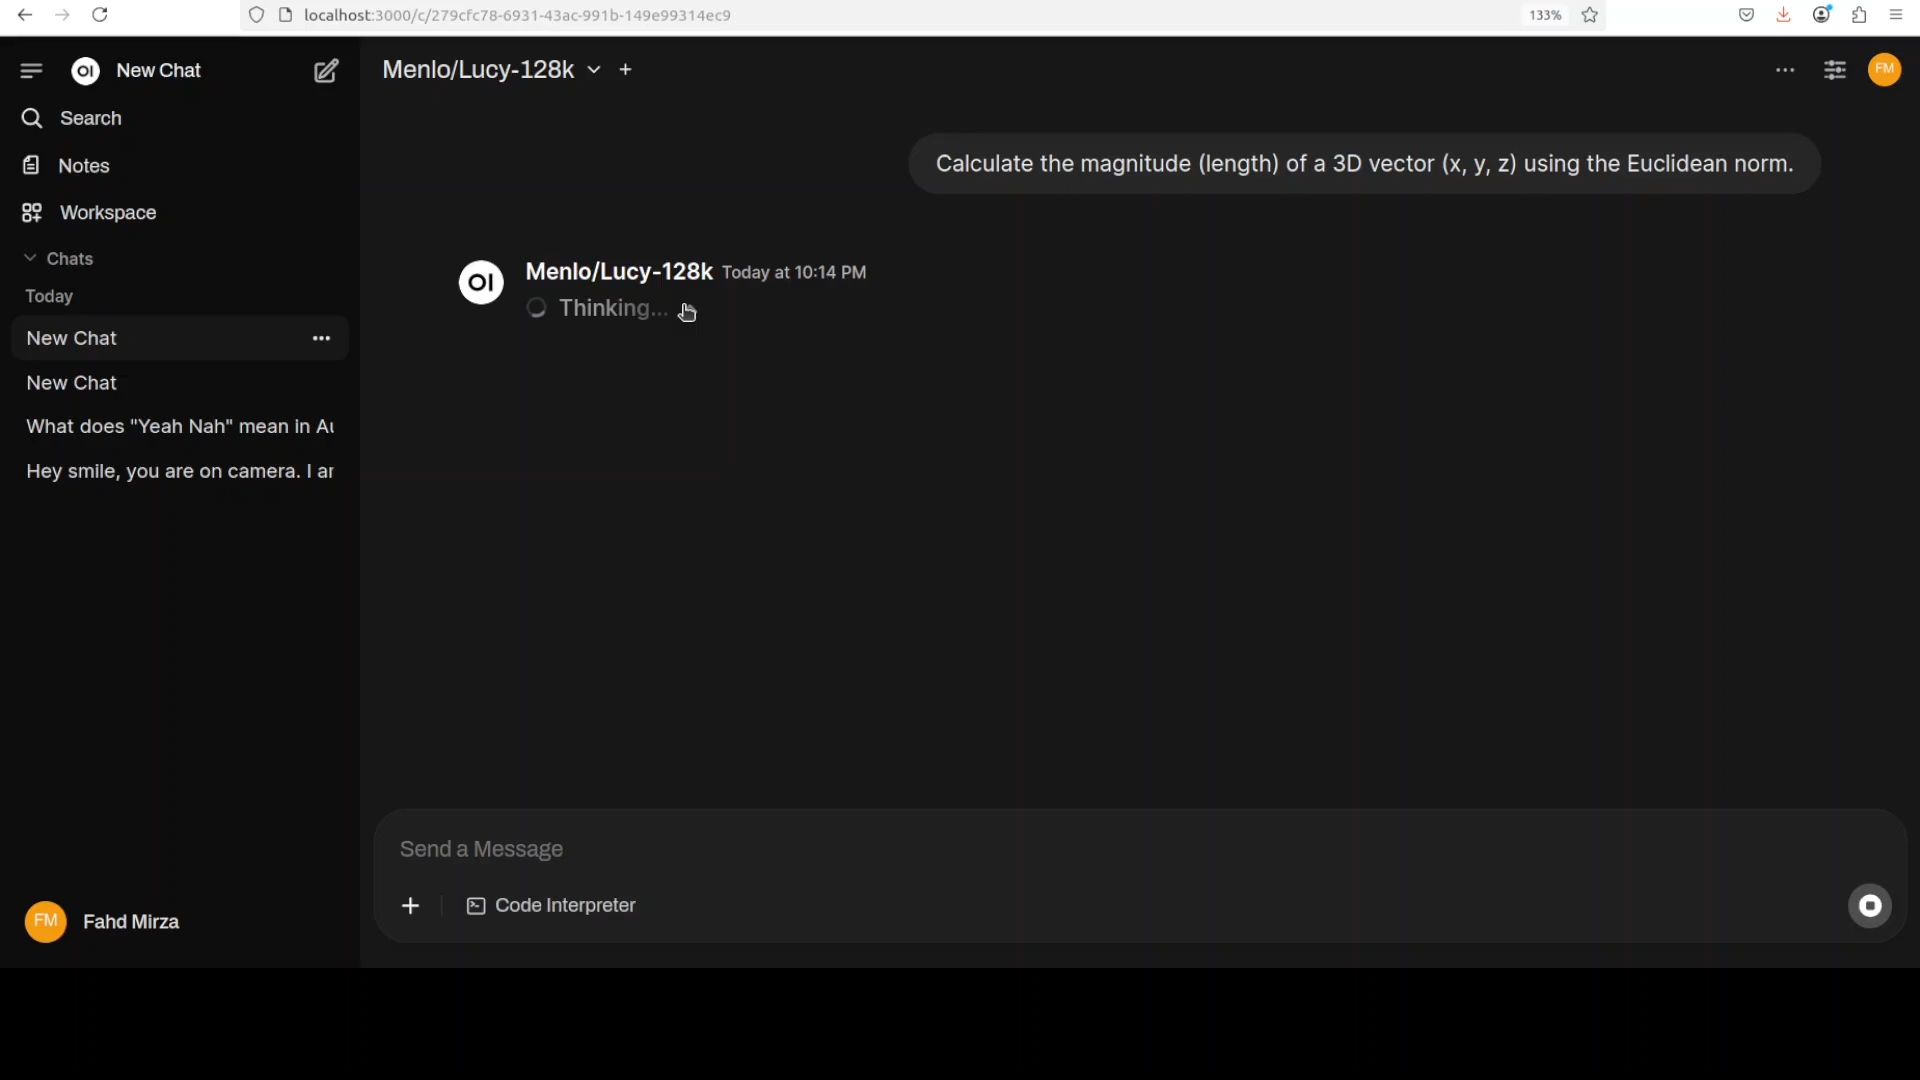 localhost:3000/c/279cfc78-6931-43ac-991b-149e99314ec9
133%
OI New Chat
Menlo/Lucy-128k
FM
Search
Notes
Workspace
Chats
Today
New Chat
New Chat
What does "Yeah Nah" mean in Au
Hey smile, you are on camera. I ar
Calculate the magnitude (length) of a 3D vector (x, y, z) using the Euclidean norm.
OI
Menlo/Lucy-128k Today at 10:14 PM
Thinking...
Send a Message
Code Interpreter
FM Fahd Mirza